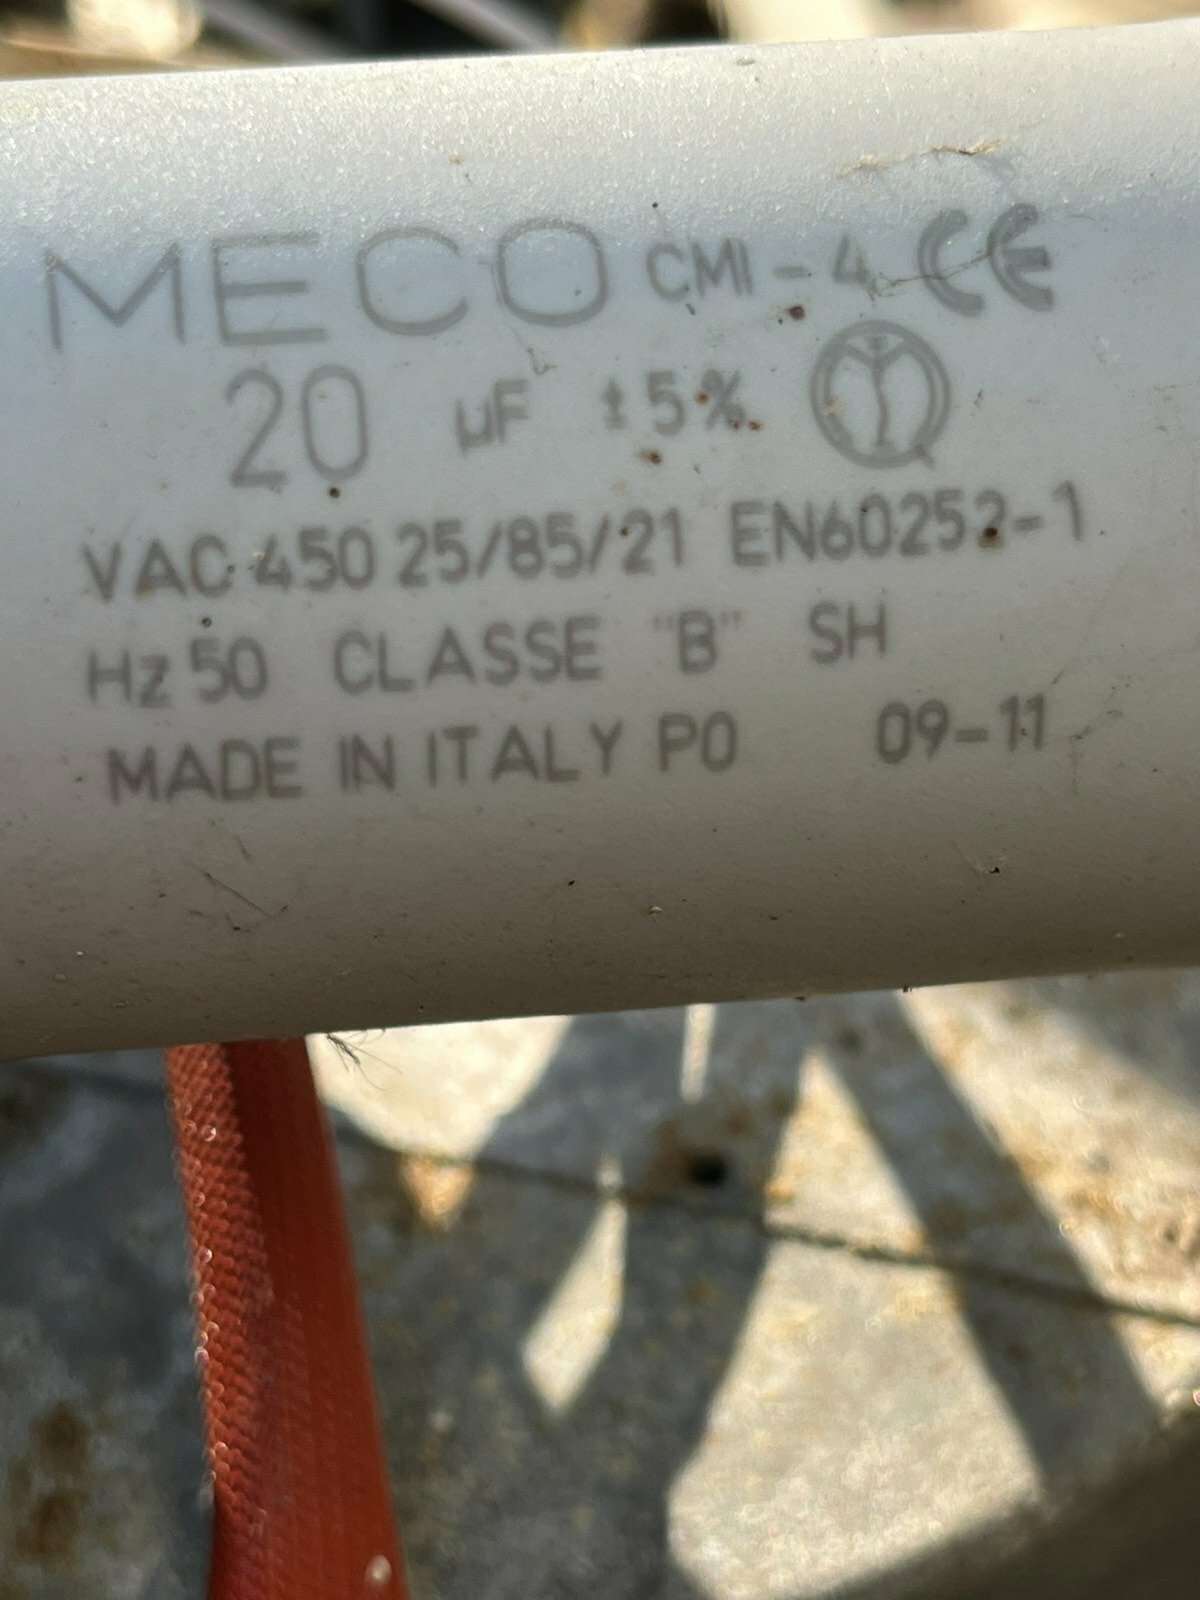 MECO CMI-4 CE
20 µF ±5%
VAC 450 25/85/21 EN60252-1
Hz 50 CLASSE "B" SH
MADE IN ITALY P0 09-11